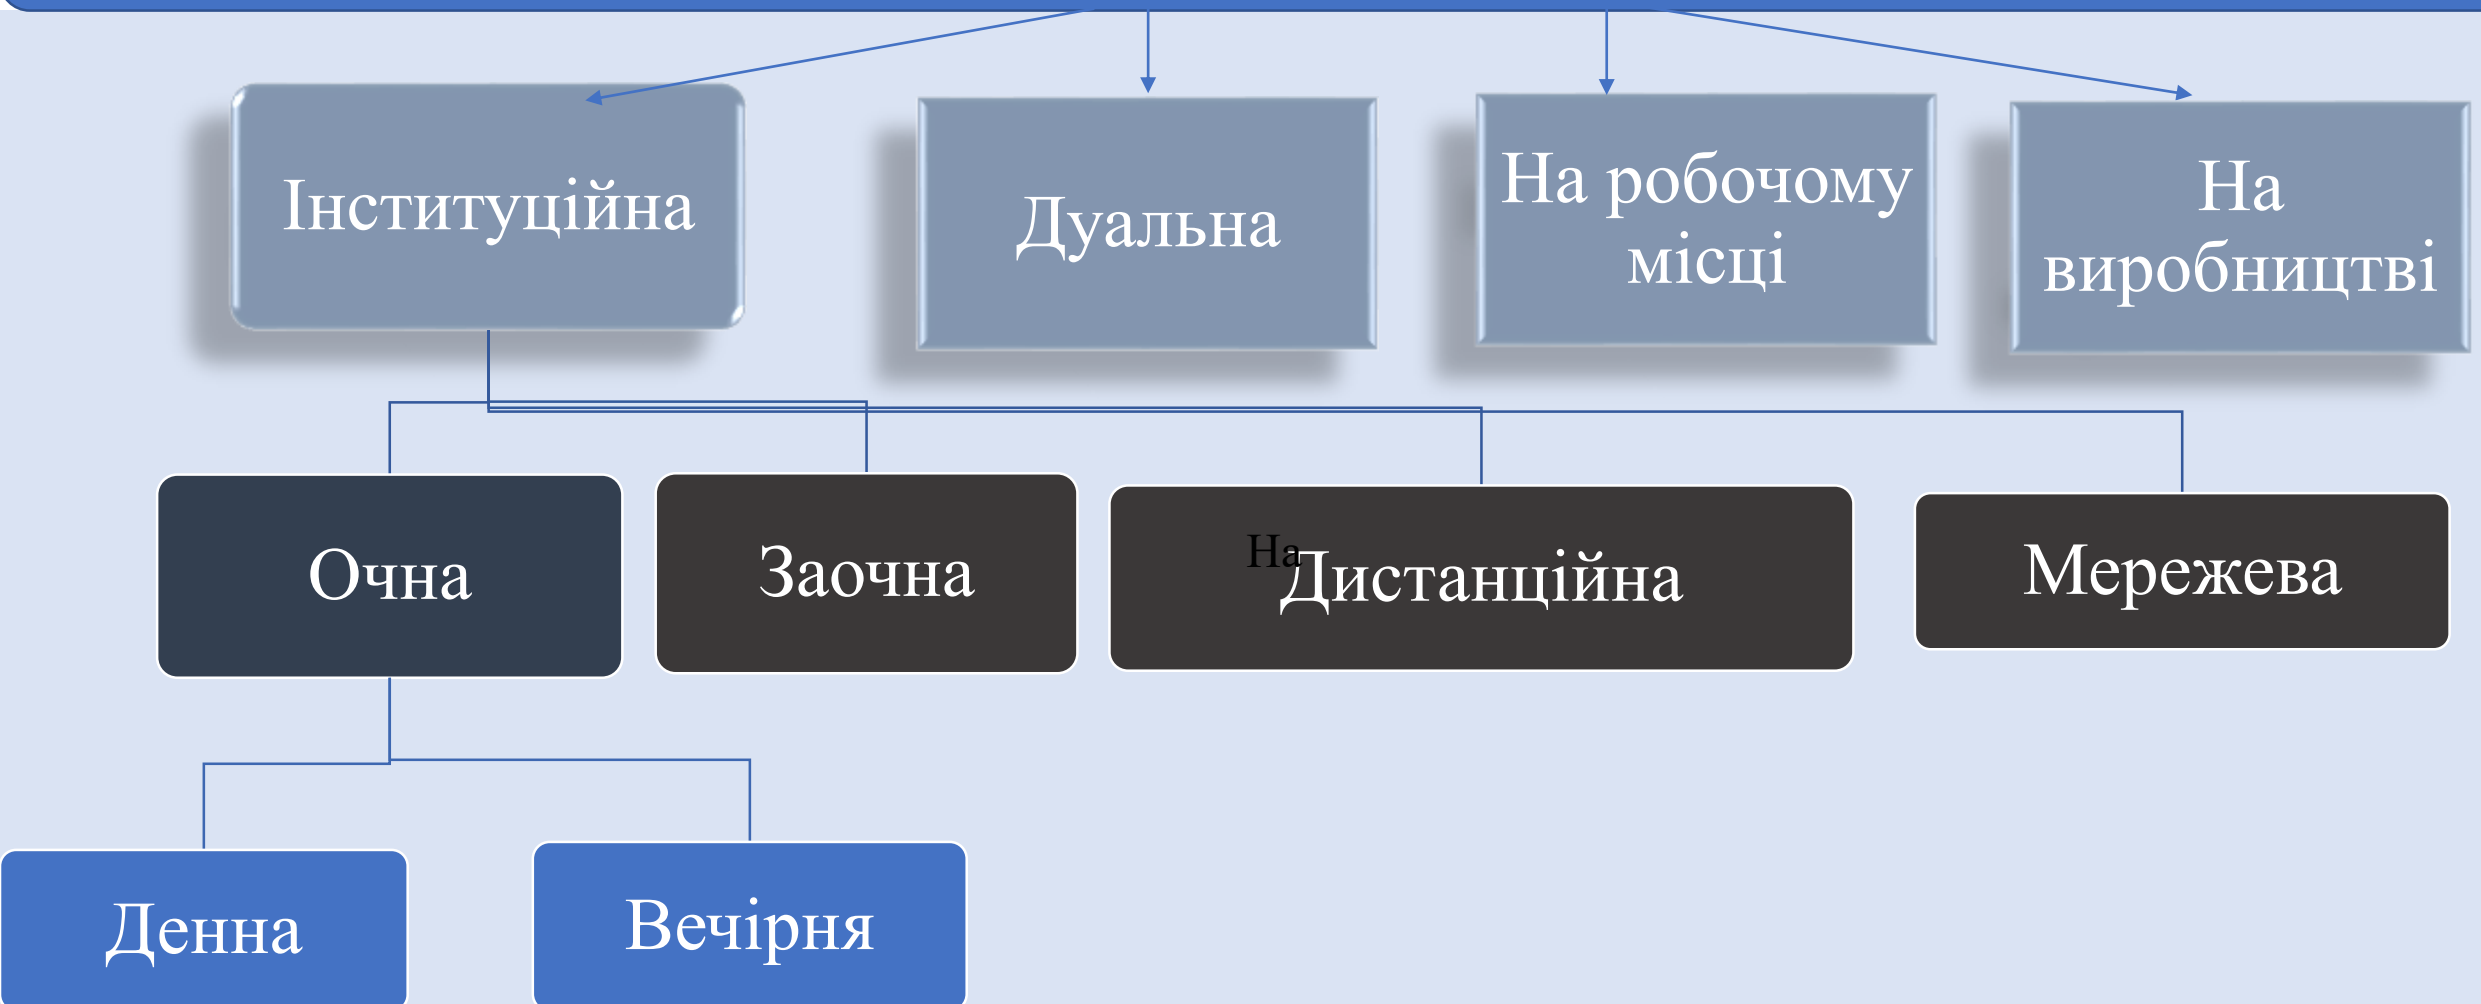 Інституційна
Дуальна
На робочому
місці
На
виробництві
Очна
Заочна
На
Дистанційна
Мережева
Денна
Вечірня